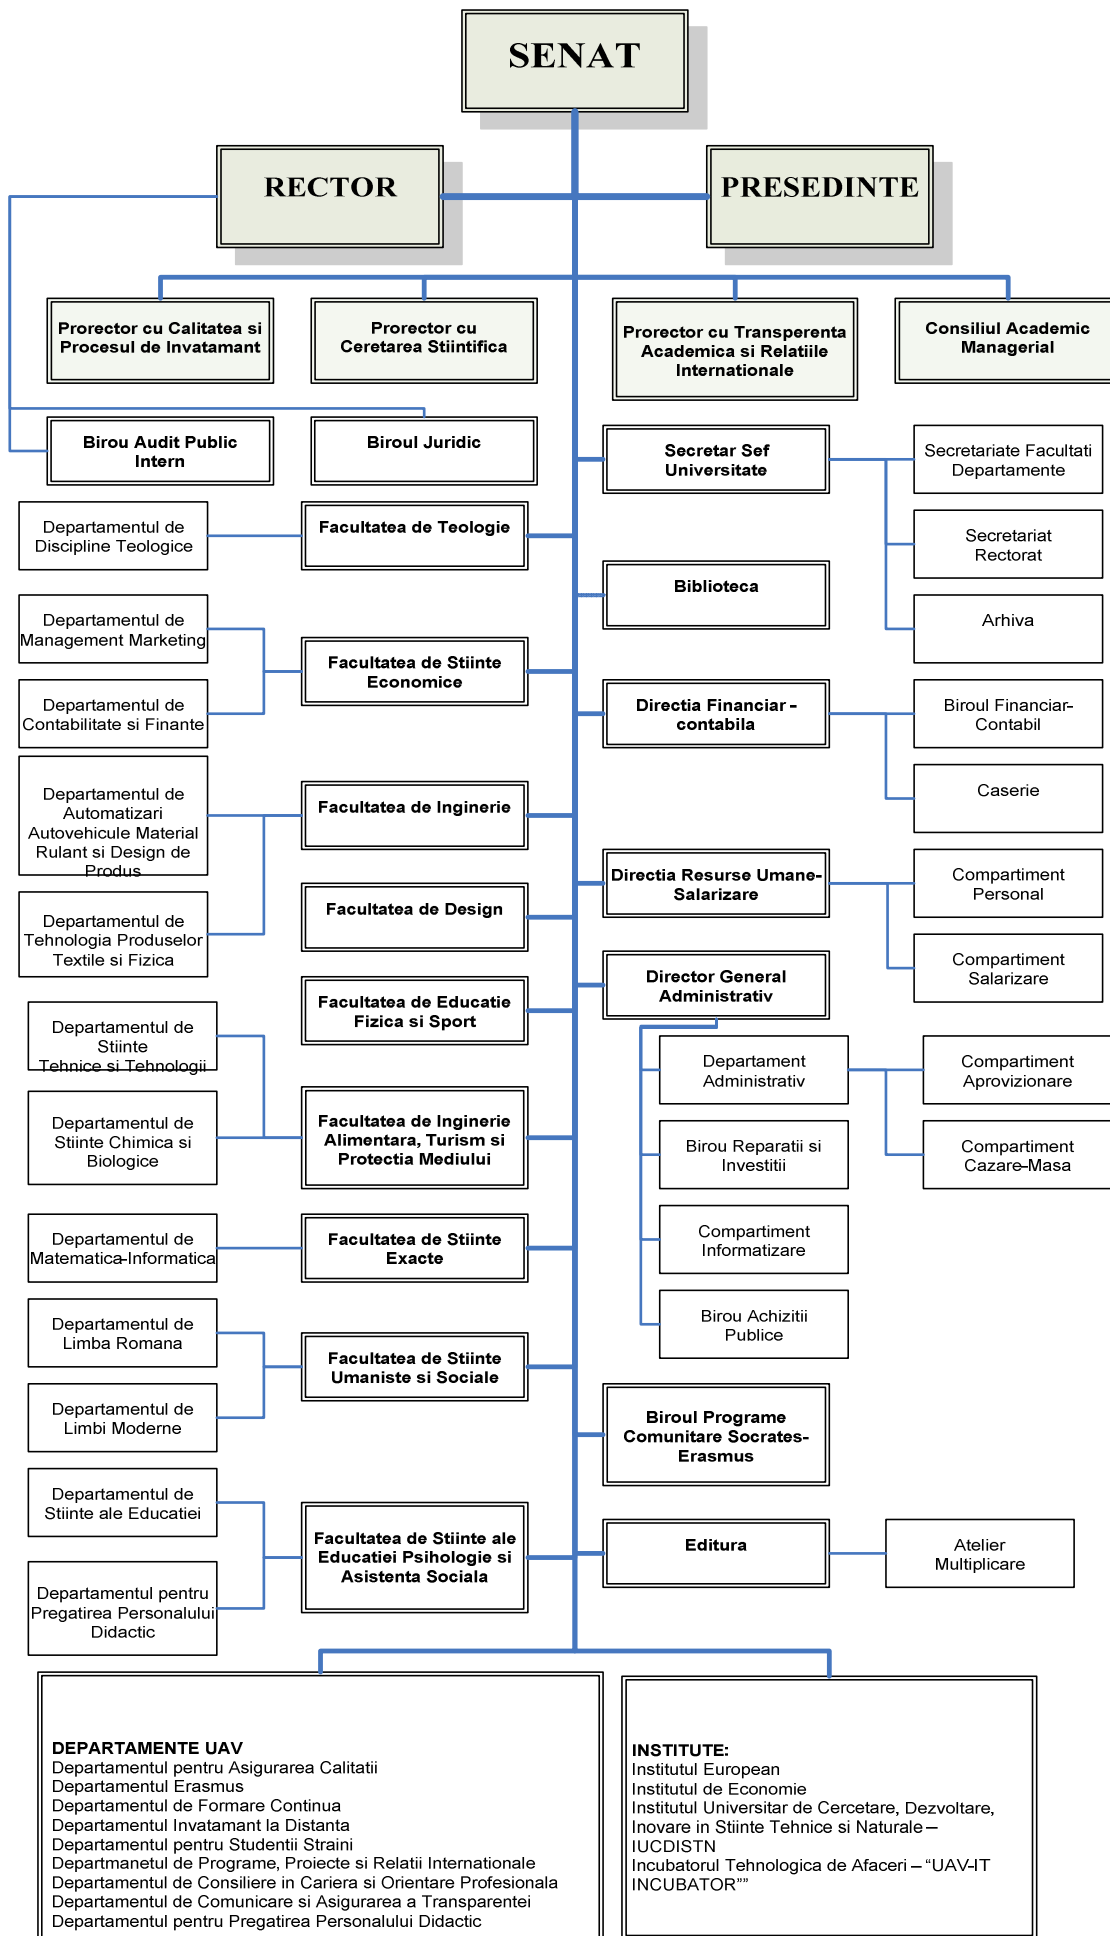 SENAT
RECTOR
PRESEDINTE
Prorector cu Calitatea si
Procesul de Invatamant
Prorector cu
Ceretarea Stiintifica
Prorector cu Transperenta
Academica si Relatiile
Internationale
Consiliul Academic
Managerial
Birou Audit Public
Intern
Biroul Juridic
Secretar Sef
Universitate
Secretariate Facultati
Departamente
Departamentul de
Discipline Teologice
Facultatea de Teologie
Secretariat
Rectorat
Biblioteca
Arhiva
Departamentul de
Management Marketing
Facultatea de Stiinte
Economice
Departamentul de
Contabilitate si Finante
Directia Financiar-
contabila
Biroul Financiar-
Contabil
Caserie
Departamentul de
Automatizari
Autovehicule Material
Rulant si Design de
Produs
Facultatea de Inginerie
Departamentul de
Tehnologia Produselor
Textile si Fizica
Facultatea de Design
Directia Resurse Umane-
Salarizare
Compartiment
Personal
Compartiment
Salarizare
Facultatea de Educatie
Fizica si Sport
Director General
Administrativ
Departamentul de
Stiinte
Tehnice si Tehnologii
Departamentul de
Stiinte Chimica si
Biologice
Facultatea de Inginerie
Alimentara, Turism si
Protectia Mediului
Departament
Administrativ
Compartiment
Aprovizionare
Birou Reparatii si
Investitii
Compartiment
Cazare-Masa
Compartiment
Informatizare
Birou Achizitii
Publice
Departamentul de
Matematica-Informatica
Facultatea de Stiinte
Exacte
Departamentul de
Limba Romana
Facultatea de Stiinte
Umaniste si Sociale
Departamentul de
Limbi Moderne
Biroul Programe
Comunitare Socrates-
Erasmus
Departamentul de
Stiinte ale Educatiei
Facultatea de Stiinte ale
Educatiei Psihologie si
Asistenta Sociala
Departamentul pentru
Pregatirea Personalului
Didactic
Editura
Atelier
Multiplicare
DEPARTAMENTE UAV
Departamentul pentru Asigurarea Calitatii
Departamentul Erasmus
Departamentul de Formare Continua
Departamentul Invatamant la Distanta
Departamentul pentru Studentii Straini
Departmanetul de Programe, Proiecte si Relatii Internationale
Departamentul de Consiliere in Cariera si Orientare Profesionala
Departamentul de Comunicare si Asigurarea a Transparentei
Departamentul pentru Pregatirea Personalului Didactic
INSTITUTE:
Institutul European
Institutul de Economie
Institutul Universitar de Cercetare, Dezvoltare,
Inovare in Stiinte Tehnice si Naturale –
IUCDISTN
Incubatorul Tehnologica de Afaceri – “UAV-IT
INCUBATOR””